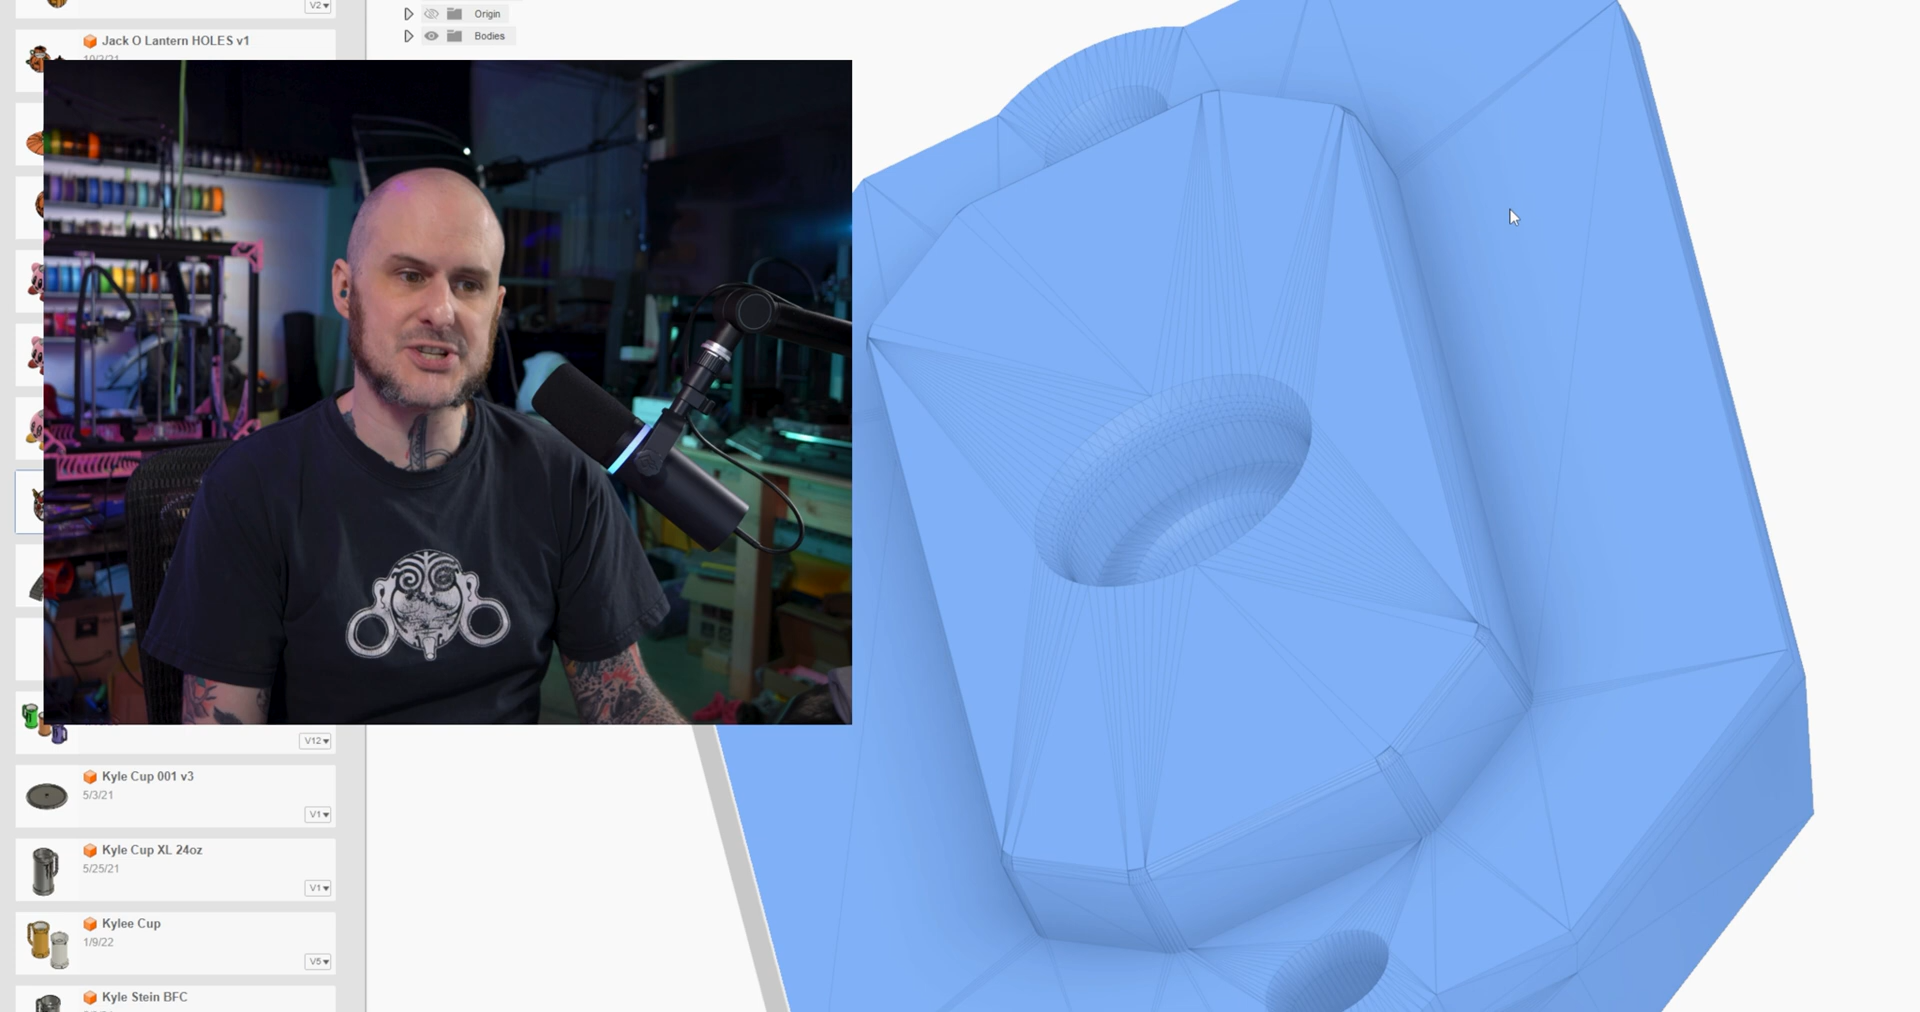 V2
Jack O Lantern HOLES v1
Origin
Bodies
V12
Kyle Cup 001 v3
5/3/21
V1
Kyle Cup XL 24oz
5/25/21
V1
Kylee Cup
1/9/22
V5
Kyle Stein BFC